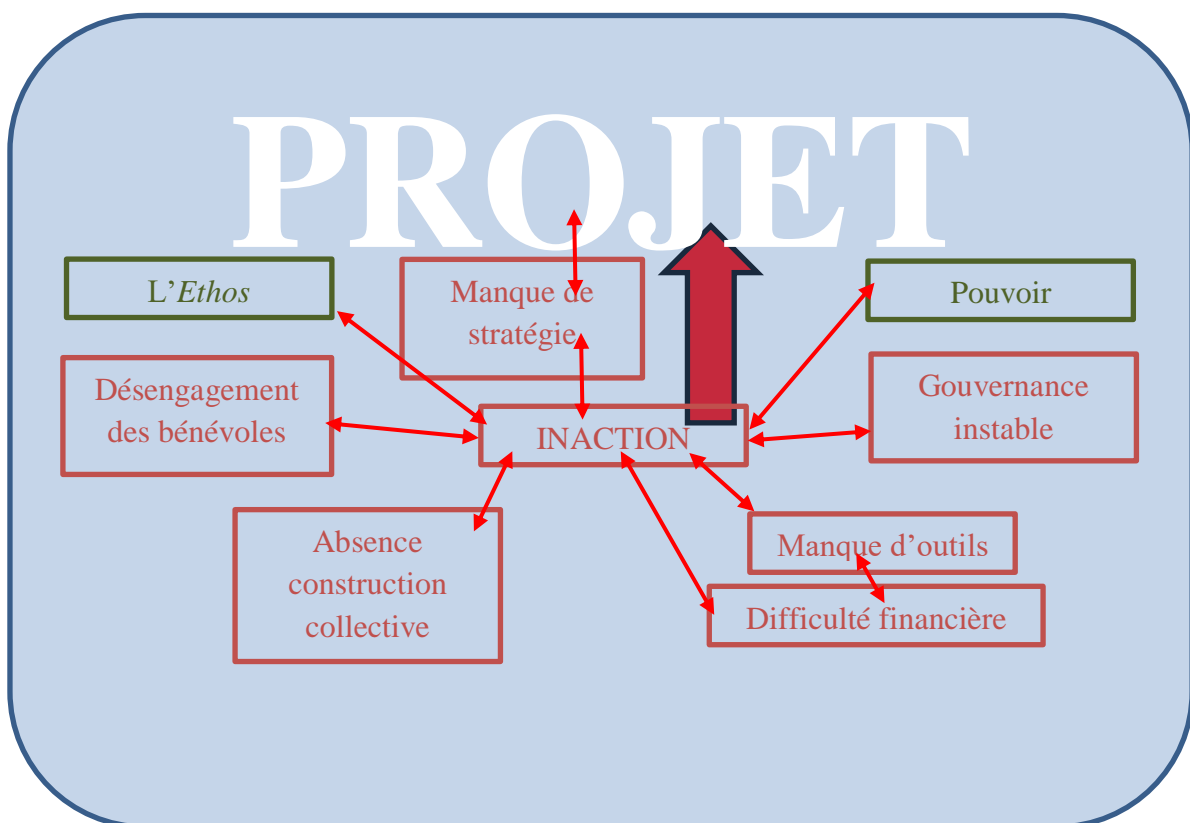 PROJET
L’Ethos
Manque de
stratégie
Pouvoir
Désengagement
des bénévoles
INACTION
Gouvernance
instable
Absence
construction
collective
Manque d’outils
Difficulté financière